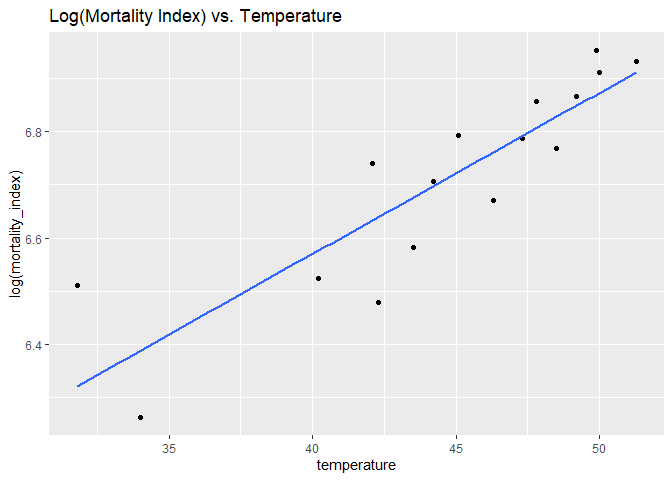 Log(Mortality Index) vs. Temperature
log(mortality_index)
6.8
6.6
6.4
35 40 45 50
temperature